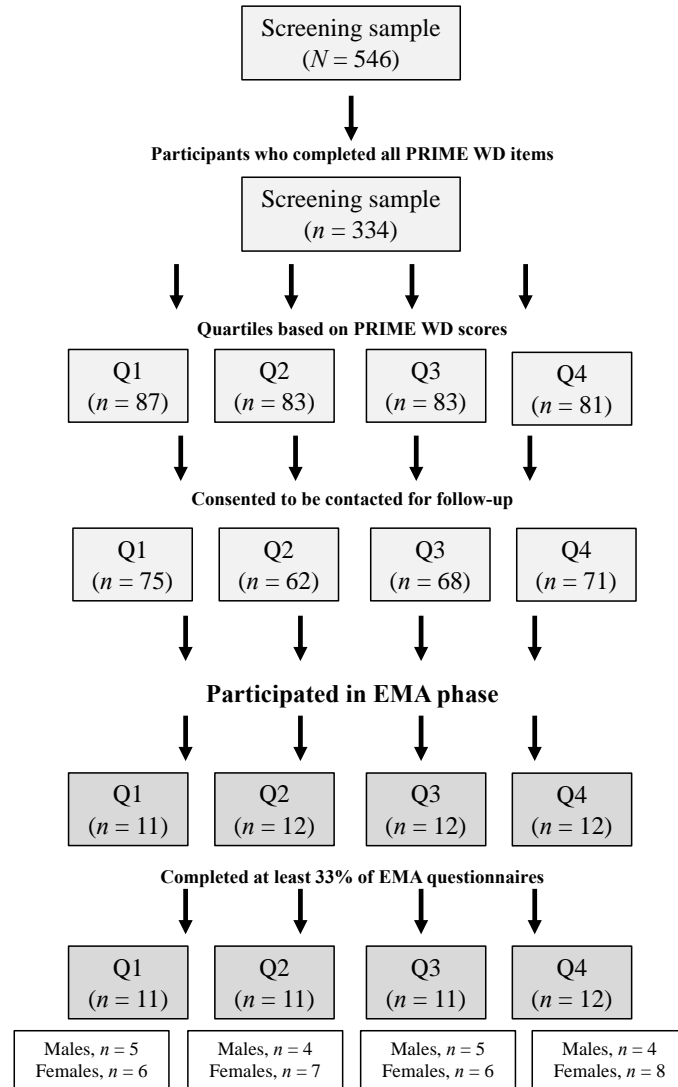 Screening sample
(N = 546)
Participants who completed all PRIME WD items
Screening sample
(n = 334)
Quartiles based on PRIME WD scores
Q1
(n = 87)
Q2
(n = 83)
Q3
(n = 83)
Q4
(n = 81)
Consented to be contacted for follow-up
Q1
(n = 75)
Q2
(n = 62)
Q3
(n = 68)
Q4
(n = 71)
Participated in EMA phase
Q1
(n = 11)
Q2
(n = 12)
Q3
(n = 12)
Q4
(n = 12)
Completed at least 33% of EMA questionnaires
Q1
(n = 11)
Q2
(n = 11)
Q3
(n = 11)
Q4
(n = 12)
Males, n = 5
Females, n = 6
Males, n = 4
Females, n = 7
Males, n = 5
Females, n = 6
Males, n = 4
Females, n = 8